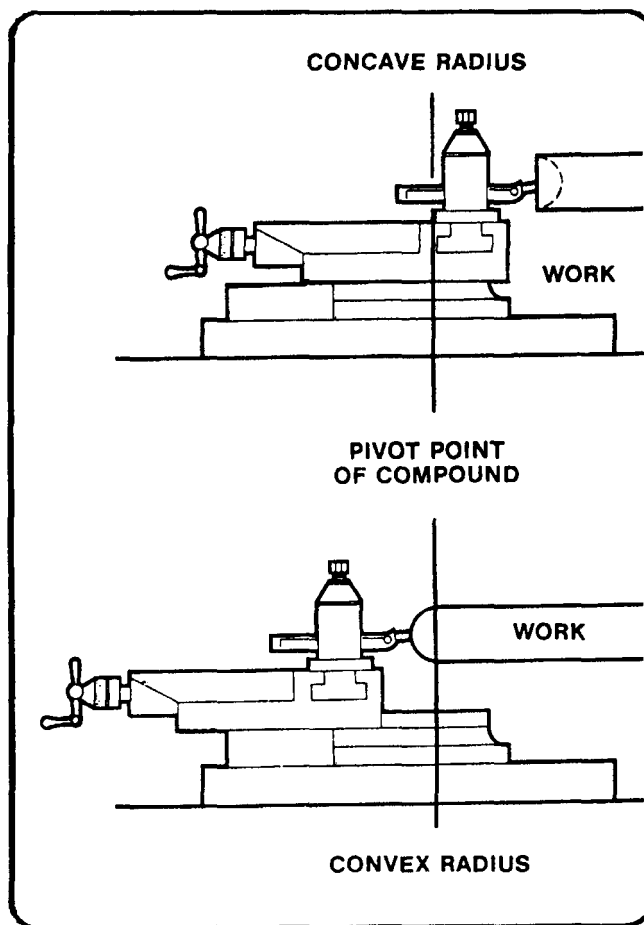 CONCAVE RADIUS
WORK
PIVOT POINT
OF COMPOUND
WORK
CONVEX RADIUS